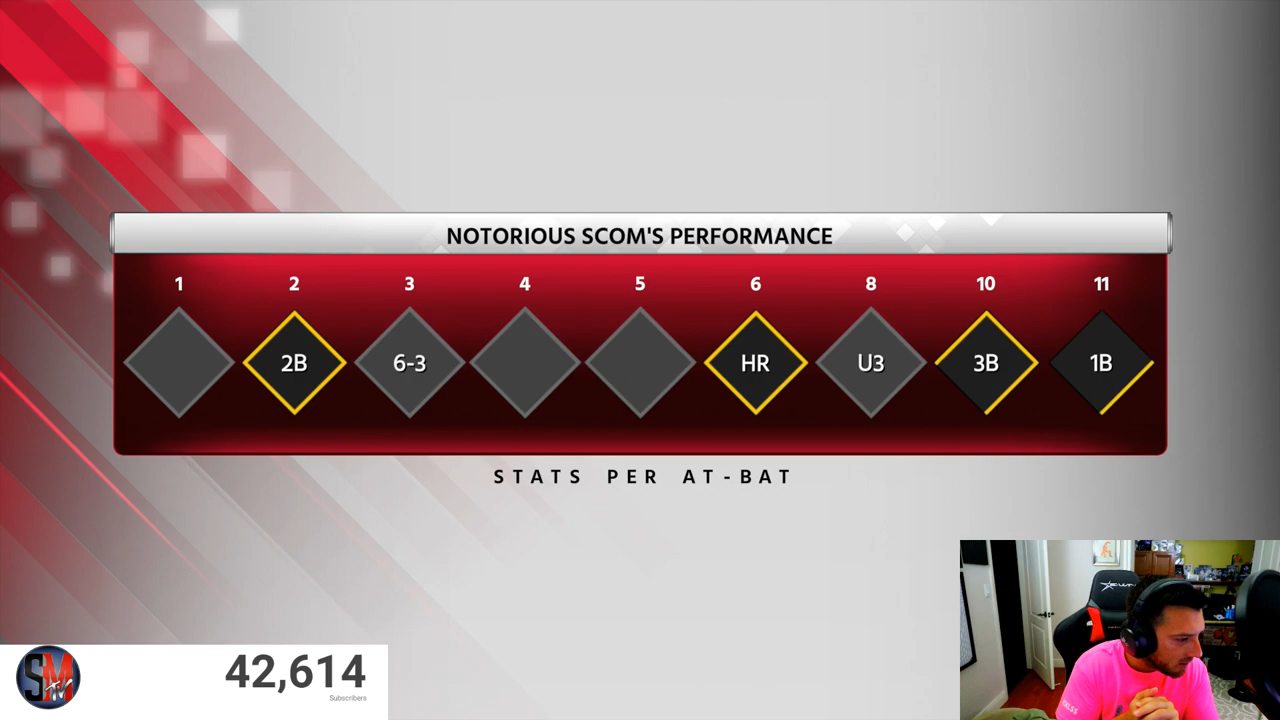 NOTORIOUS SCOM'S PERFORMANCE
1 2 3 4 5 6 8 10 11
2B 6-3 HR U3 3B 1B
STATS PER AT-BAT
SM
TV
42,614
Subscribers